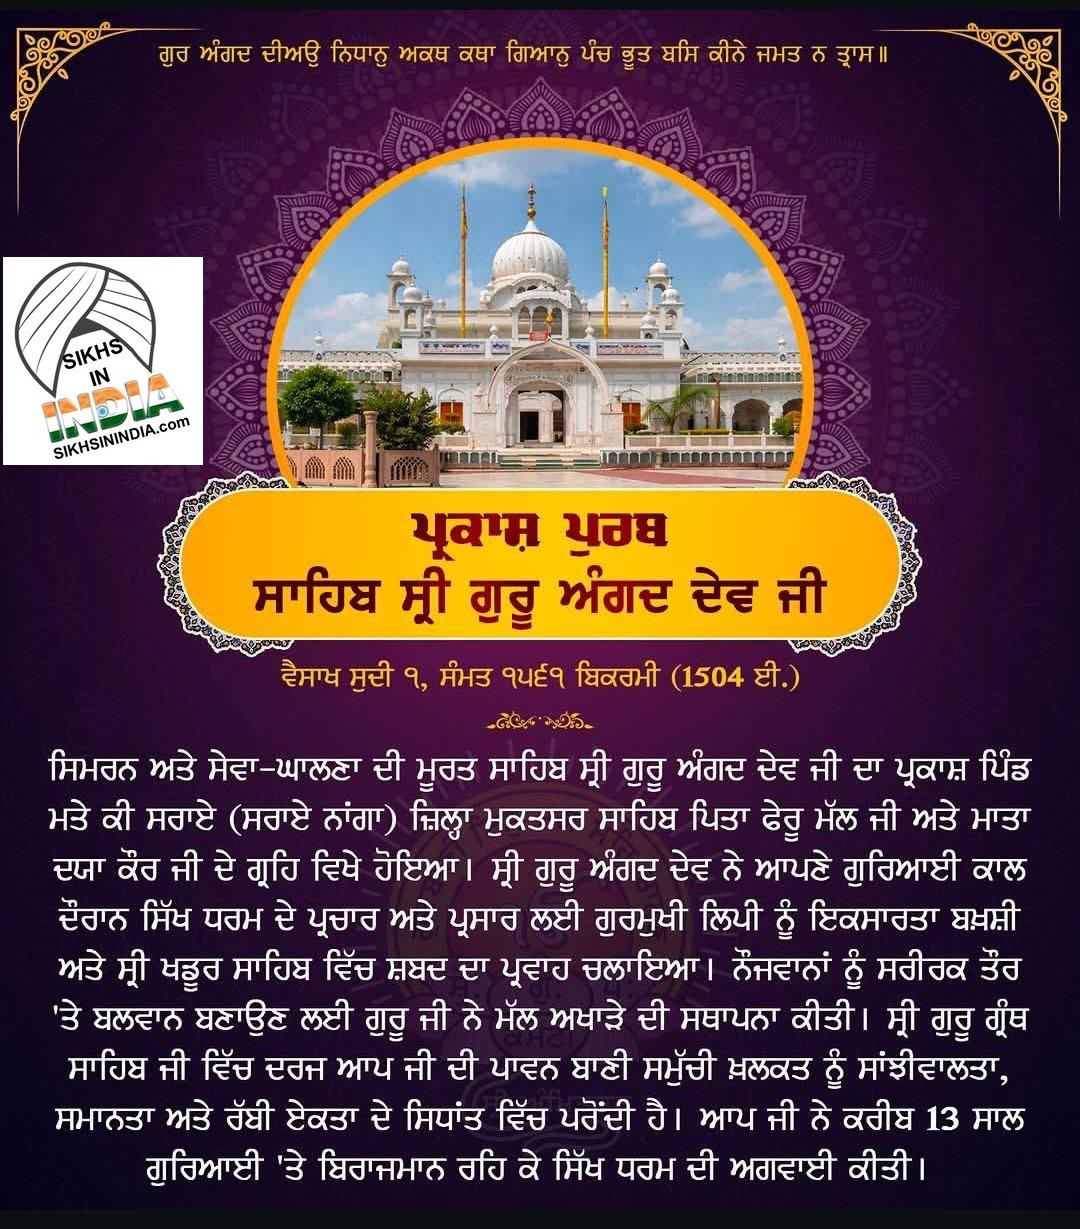 ਗੁਰ ਅੰਗਦ ਦੀਅਉ ਨਿਧਾਨੁ ਅਕਥ ਕਥਾ ਗਿਆਨੁ ਪੰਚ ਭੂਤ ਬਸਿ ਕੀਨੇ ਜਮਤ ਨ ਤ੍ਰਾਸ॥
SIKHS
IN
INDIA
SIKHSININDIA.com
ਪ੍ਰਕਾਸ਼ ਪੁਰਬ
ਸਾਹਿਬ ਸ੍ਰੀ ਗੁਰੂ ਅੰਗਦ ਦੇਵ ਜੀ
ਵੈਸਾਖ ਸੁਦੀ ੧, ਸੰਮਤ ੧੫੬੧ ਬਿਕਰਮੀ (1504 ਈ.)
ਸਿਮਰਨ ਅਤੇ ਸੇਵਾ-ਘਾਲਣਾ ਦੀ ਮੂਰਤ ਸਾਹਿਬ ਸ੍ਰੀ ਗੁਰੂ ਅੰਗਦ ਦੇਵ ਜੀ ਦਾ ਪ੍ਰਕਾਸ਼ ਪਿੰਡ
ਮਤੇ ਕੀ ਸਰਾਏ (ਸਰਾਏ ਨਾਂਗਾ) ਜ਼ਿਲ੍ਹਾ ਮੁਕਤਸਰ ਸਾਹਿਬ ਪਿਤਾ ਫੇਰੂ ਮੱਲ ਜੀ ਅਤੇ ਮਾਤਾ
ਦਯਾ ਕੌਰ ਜੀ ਦੇ ਗ੍ਰਹਿ ਵਿਖੇ ਹੋਇਆ। ਸ੍ਰੀ ਗੁਰੂ ਅੰਗਦ ਦੇਵ ਨੇ ਆਪਣੇ ਗੁਰਿਆਈ ਕਾਲ
ਦੌਰਾਨ ਸਿੱਖ ਧਰਮ ਦੇ ਪ੍ਰਚਾਰ ਅਤੇ ਪ੍ਰਸਾਰ ਲਈ ਗੁਰਮੁਖੀ ਲਿਪੀ ਨੂੰ ਇਕਸਾਰਤਾ ਬਖ਼ਸ਼ੀ
ਅਤੇ ਸ੍ਰੀ ਖਡੂਰ ਸਾਹਿਬ ਵਿੱਚ ਸ਼ਬਦ ਦਾ ਪ੍ਰਵਾਹ ਚਲਾਇਆ। ਨੌਜਵਾਨਾਂ ਨੂੰ ਸਰੀਰਕ ਤੌਰ
'ਤੇ ਬਲਵਾਨ ਬਣਾਉਣ ਲਈ ਗੁਰੂ ਜੀ ਨੇ ਮੱਲ ਅਖਾੜੇ ਦੀ ਸਥਾਪਨਾ ਕੀਤੀ। ਸ੍ਰੀ ਗੁਰੂ ਗ੍ਰੰਥ
ਸਾਹਿਬ ਜੀ ਵਿੱਚ ਦਰਜ ਆਪ ਜੀ ਦੀ ਪਾਵਨ ਬਾਣੀ ਸਮੁੱਚੀ ਖ਼ਲਕਤ ਨੂੰ ਸਾਂਝੀਵਾਲਤਾ,
ਸਮਾਨਤਾ ਅਤੇ ਰੱਬੀ ਏਕਤਾ ਦੇ ਸਿਧਾਂਤ ਵਿੱਚ ਪਰੋਂਦੀ ਹੈ। ਆਪ ਜੀ ਨੇ ਕਰੀਬ 13 ਸਾਲ
ਗੁਰਿਆਈ 'ਤੇ ਬਿਰਾਜਮਾਨ ਰਹਿ ਕੇ ਸਿੱਖ ਧਰਮ ਦੀ ਅਗਵਾਈ ਕੀਤੀ।